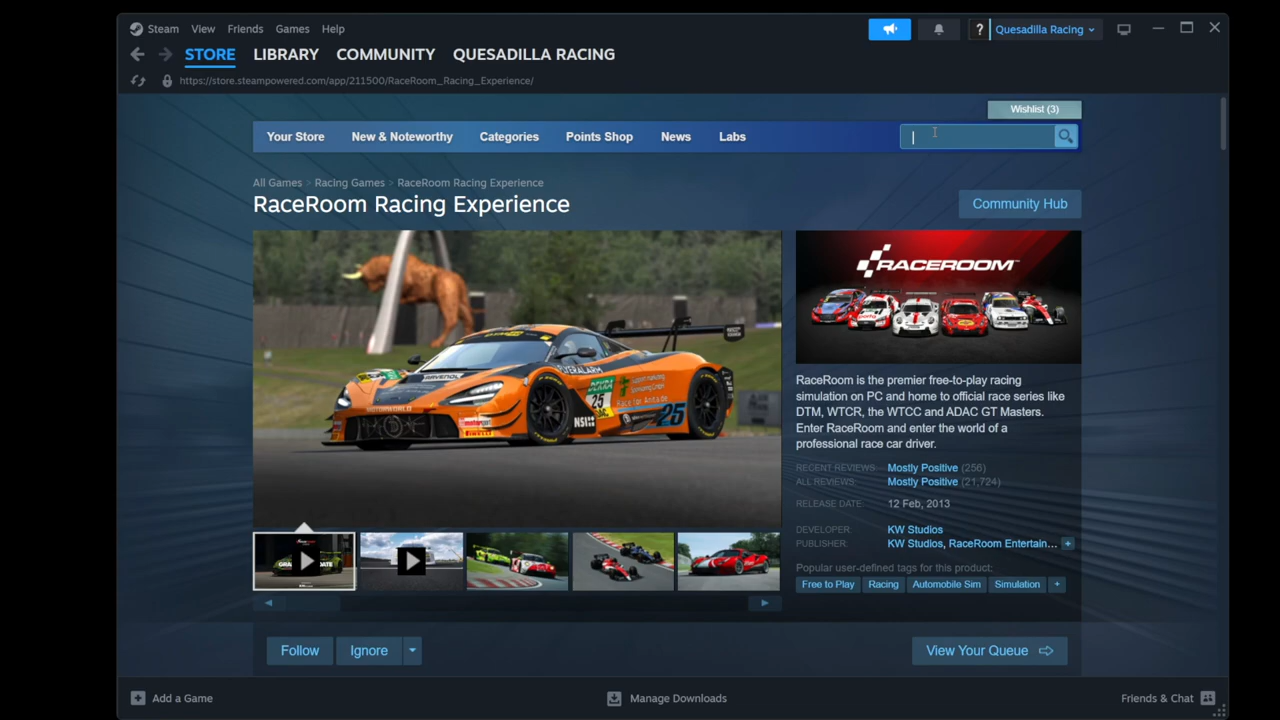 Steam View Friends Games Help
? Quesadilla Racing
STORE LIBRARY COMMUNITY QUESADILLA RACING
https://store.steampowered.com/app/211500/RaceRoom_Racing_Experience/
Wishlist (3)
Your Store New & Noteworthy Categories Points Shop News Labs
All Games > Racing Games > RaceRoom Racing Experience
RaceRoom Racing Experience
Community Hub
RACEROOM
RaceRoom is the premier free-to-play racing
simulation on PC and home to official race series like
DTM, WTCR, the WTCC and ADAC GT Masters.
Enter RaceRoom and enter the world of a
professional race car driver.
RECENT REVIEWS: Mostly Positive (256)
ALL REVIEWS: Mostly Positive (21,724)
RELEASE DATE: 12 Feb, 2013
DEVELOPER: KW Studios
PUBLISHER: KW Studios, RaceRoom Entertain... +
Popular user-defined tags for this product:
Free to Play Racing Automobile Sim Simulation +
DEKRA
25
25
Follow Ignore
View Your Queue
Add a Game
Manage Downloads
Friends & Chat